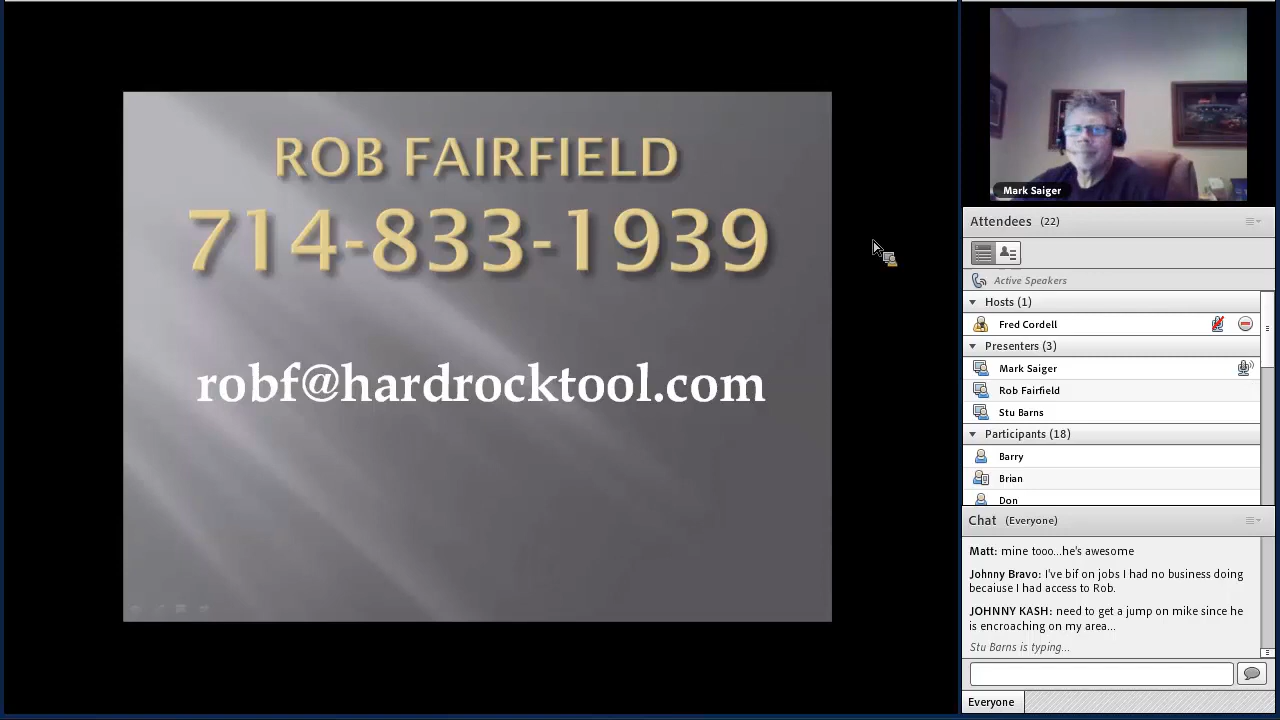 ROB FAIRFIELD
714-833-1939
robf@hardrocktool.com
Mark Saiger
Attendees (22)
Active Speakers
Hosts (1)
Fred Cordell
Presenters (3)
Mark Saiger
Rob Fairfield
Stu Barns
Participants (18)
Barry
Brian
Don
Chat (Everyone)
Matt: mine tooo...he's awesome
Johnny Bravo: I've bif on jobs I had no business doing
becaiuse I had access to Rob.
JOHNNY KASH: need to get a jump on mike since he
is encroaching on my area...
Stu Barns is typing...
Everyone